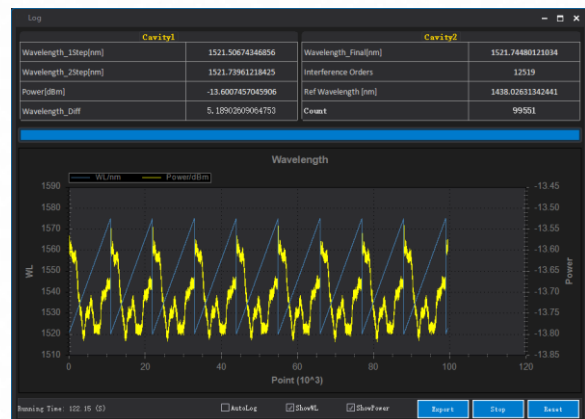 Log
Cavity1 Cavity2
Wavelength_1Step[nm] 1521.50674346856 Wavelength_Final[nm] 1521.74480121034
Wavelength_2Step[nm] 1521.73961218425 Interference Orders 12519
Power[dBm] -13.6007457045906 Ref Wavelength [nm] 1438.02631342441
Wavelength_Diff 5.18902609064753 Count 99551
Wavelength
WL/nm Power/dBm
1590 -13.45
1580 -13.50
1570 -13.55
1560 -13.60
1550 -13.65
1540 -13.70
1530 -13.75
1520 -13.80
1510 -13.85
WL Power
0 20 40 60 80 100 120
Point (10^3)
Running Time: 122.15 (S) AutoLog ShowWL ShowPower Export Stop Reset